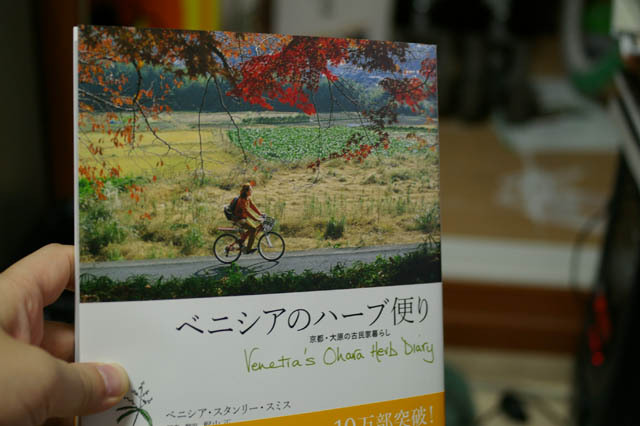 ベニシアのハーブ便り
京都・大原の古民家暮らし
Venetia's Ohara Herb Diary
ベニシア・スタンリー・スミス
10万部突破!